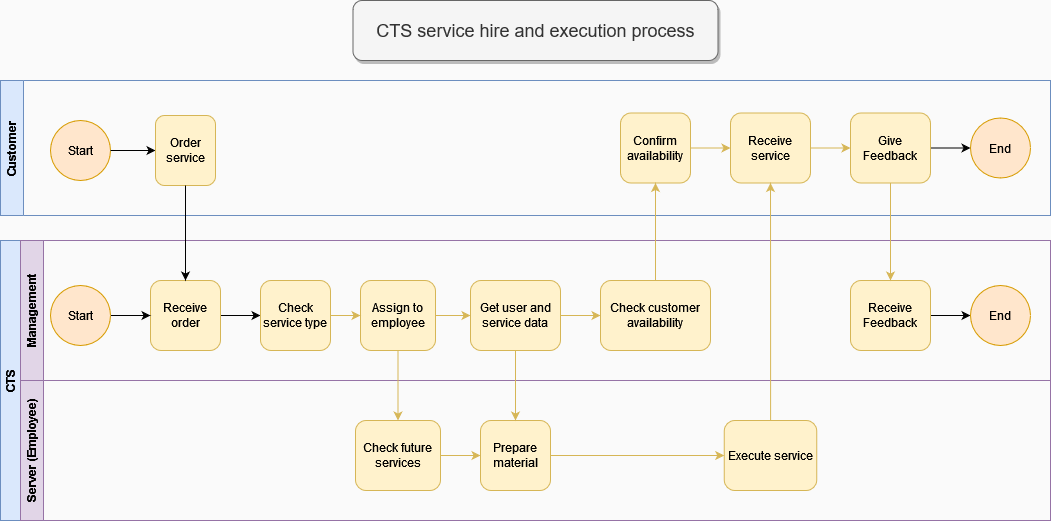 CTS service hire and execution process
Customer
Start
Order
service
Confirm
availability
Receive
service
Give
Feedback
End
CTS
Management
Start
Receive
order
Check
service type
Assign to
employee
Get user and
service data
Check customer
availability
Receive
Feedback
End
Server (Employee)
Check future
services
Prepare
material
Execute service